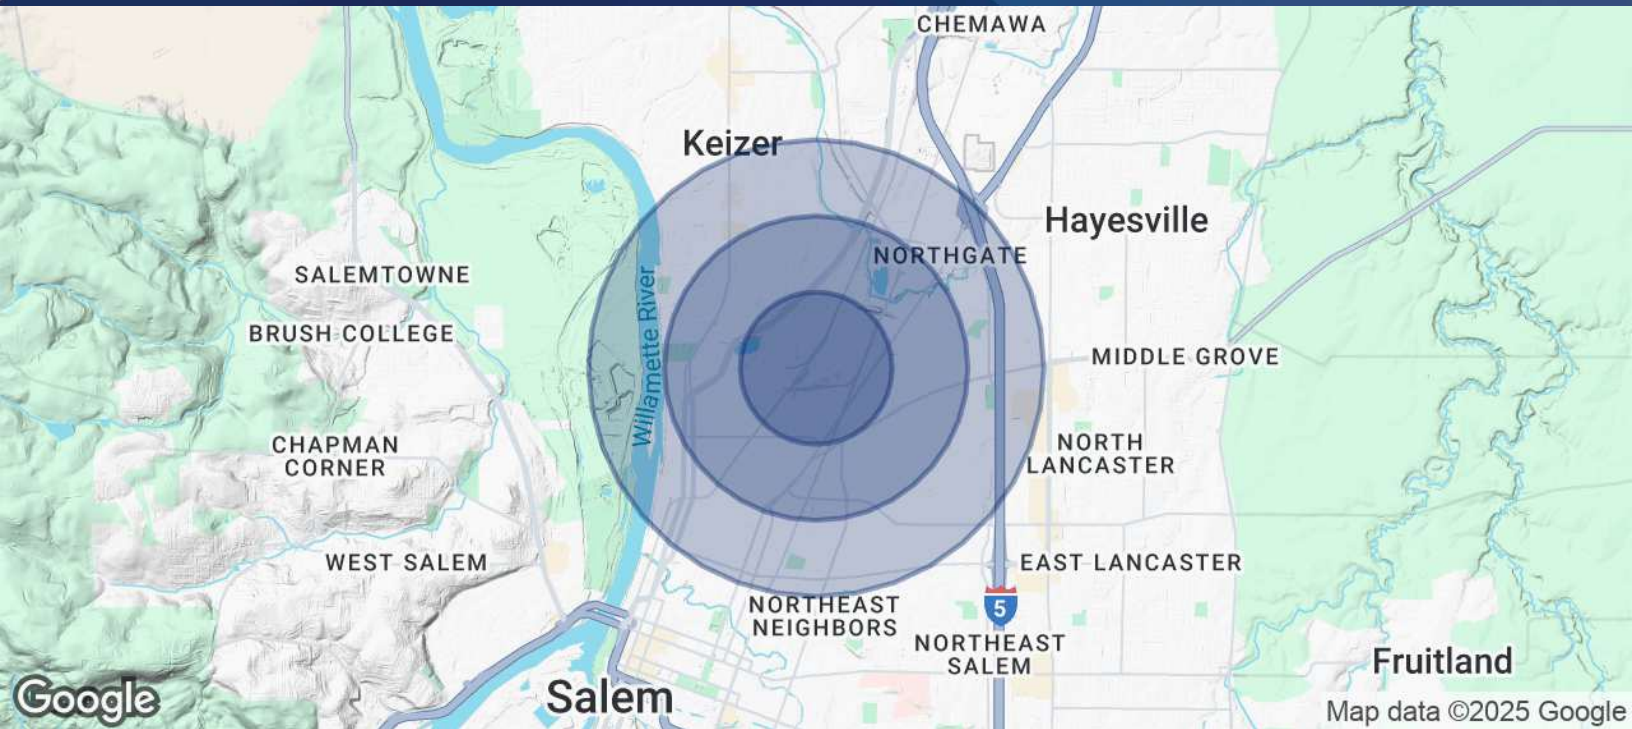 CHEMAWA
Keizer
Hayesville
NORTHGATE
SALEMTOWNE
BRUSH COLLEGE
Willamette River
MIDDLE GROVE
CHAPMAN
CORNER
NORTH
LANCASTER
WEST SALEM
EAST LANCASTER
5
NORTHEAST
NEIGHBORS
NORTHEAST
SALEM
Fruitland
Salem
Google
Map data ©2025 Google